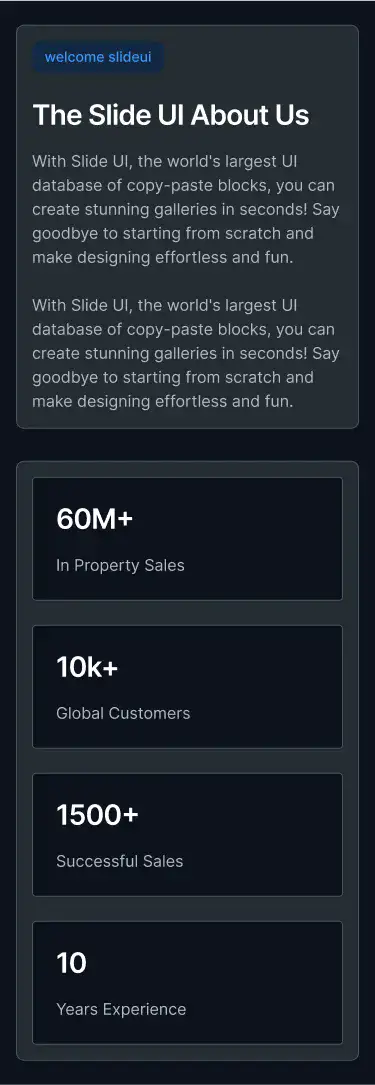 welcome slideui
The Slide UI About Us
With Slide UI, the world's largest UI
database of copy-paste blocks, you can
create stunning galleries in seconds! Say
goodbye to starting from scratch and
make designing effortless and fun.
With Slide UI, the world's largest UI
database of copy-paste blocks, you can
create stunning galleries in seconds! Say
goodbye to starting from scratch and
make designing effortless and fun.
60M+
In Property Sales
10k+
Global Customers
1500+
Successful Sales
10
Years Experience